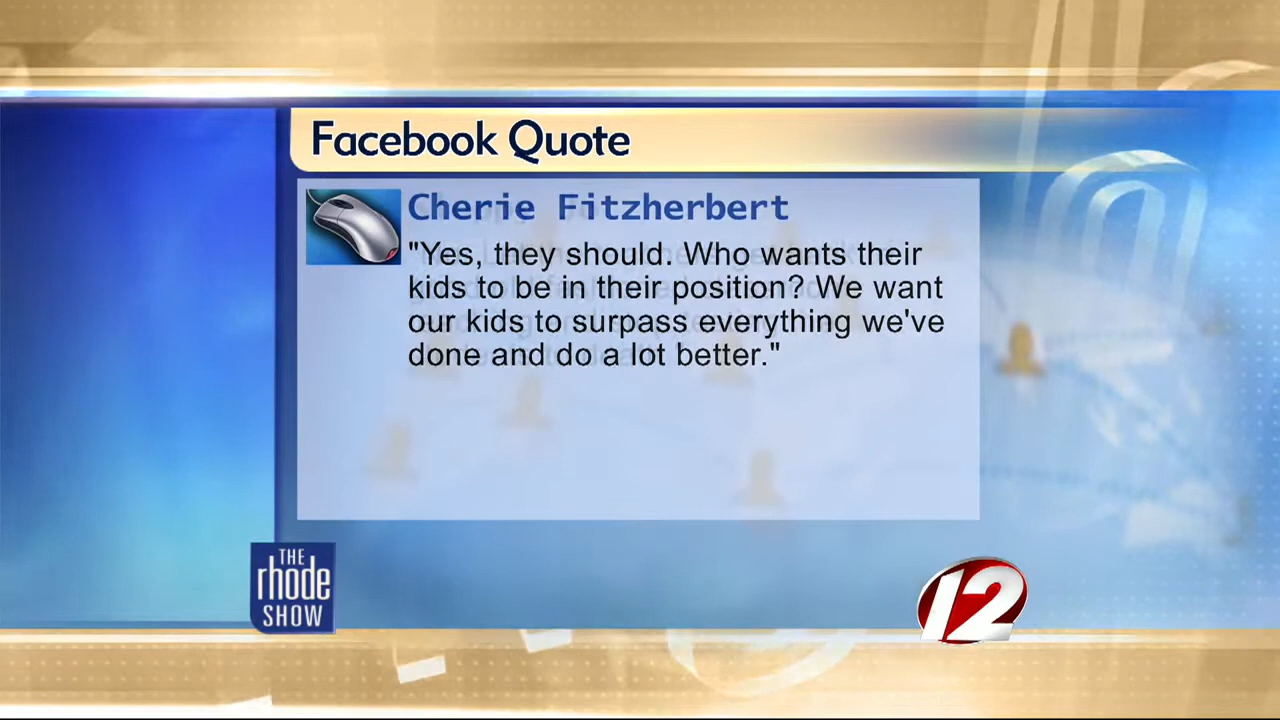 Facebook Quote
Cherie Fitzherbert
"Yes, they should. Who wants their
kids to be in their position? We want
our kids to surpass everything we've
done and do a lot better."
THE
rhode
SHOW
12